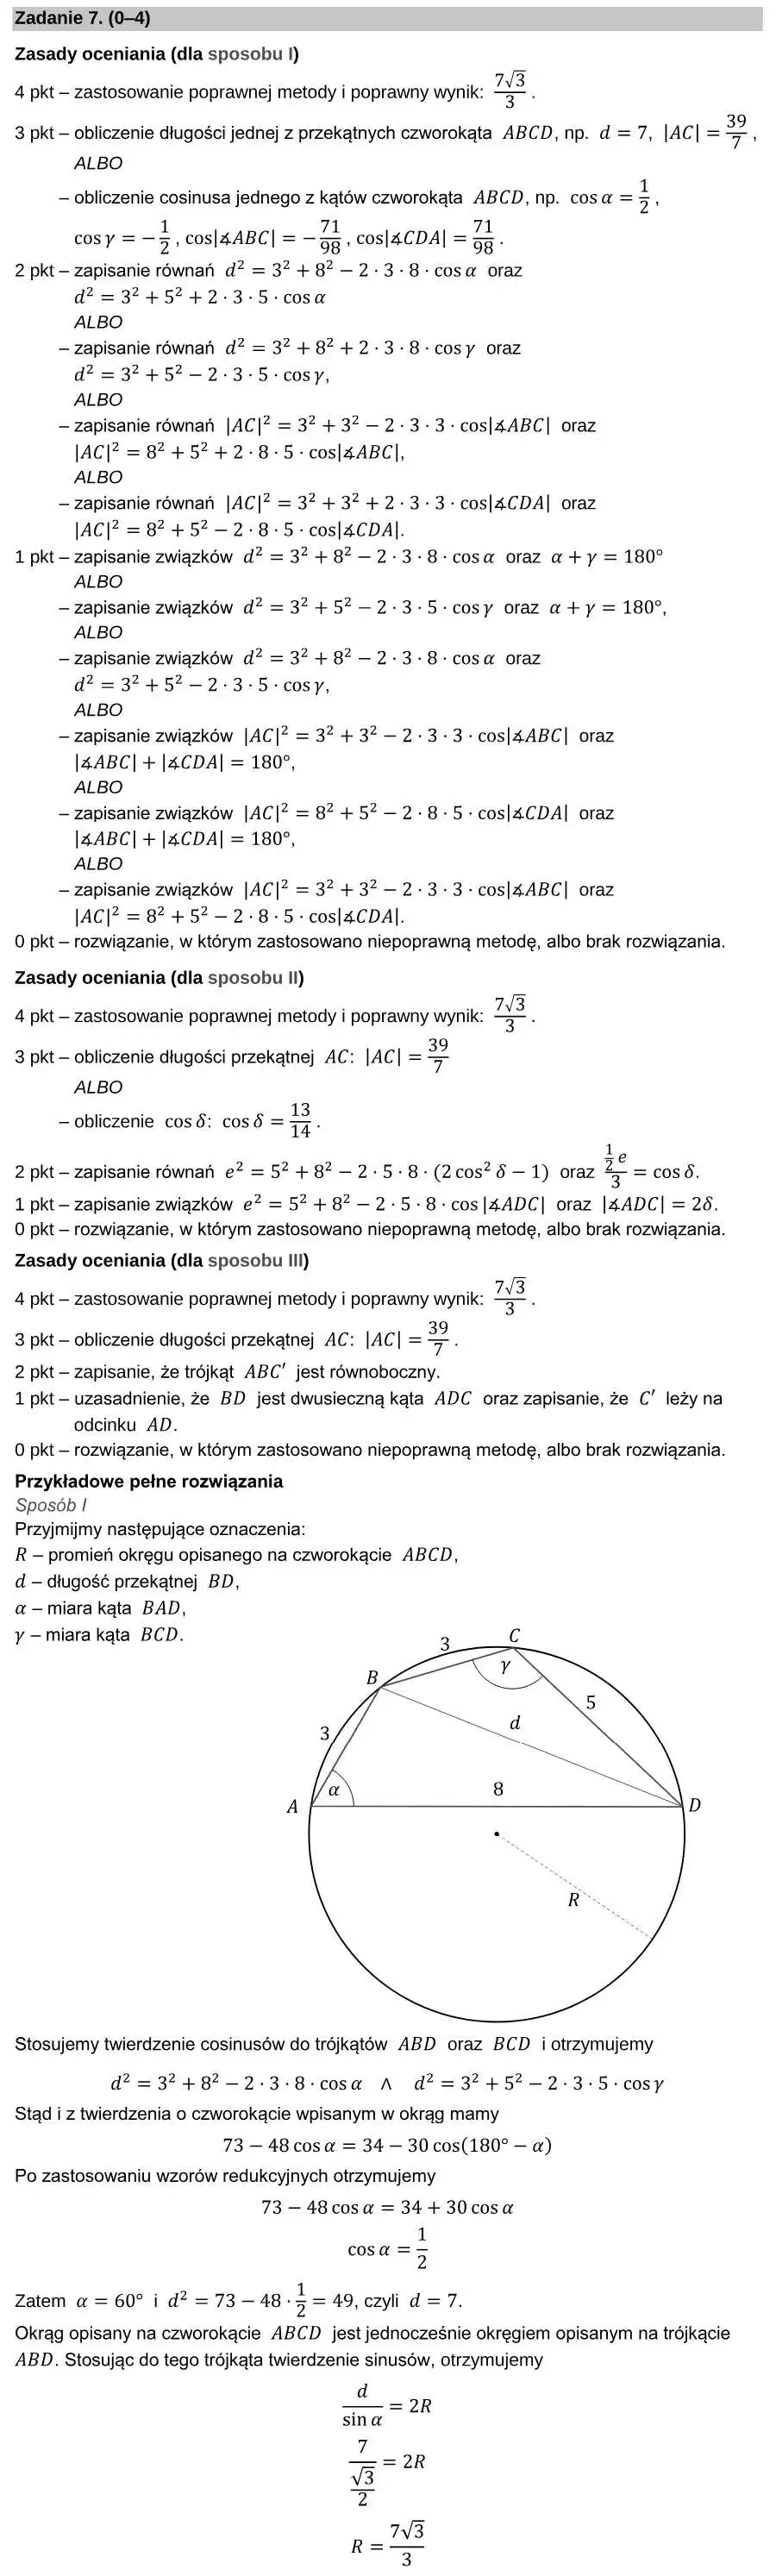 Zadanie 7. (0–4)
Zasady oceniania (dla sposobu I)
4 pkt – zastosowanie poprawnej metody i poprawny wynik: 7√3/3 .
3 pkt – obliczenie długości jednej z przekątnych czworokąta ABCD, np. d = 7, |AC| = 39/7 ,
ALBO
– obliczenie cosinusa jednego z kątów czworokąta ABCD, np. cos α = 1/2 ,
cos γ = −1/2 , cos|∡ABC| = −71/98 , cos|∡CDA| = 71/98 .
2 pkt – zapisanie równań d² = 3² + 8² − 2 · 3 · 8 · cos α oraz
d² = 3² + 5² + 2 · 3 · 5 · cos α
ALBO
– zapisanie równań d² = 3² + 8² + 2 · 3 · 8 · cos γ oraz
d² = 3² + 5² − 2 · 3 · 5 · cos γ,
ALBO
– zapisanie równań |AC|² = 3² + 3² − 2 · 3 · 3 · cos|∡ABC| oraz
|AC|² = 8² + 5² + 2 · 8 · 5 · cos|∡ABC|,
ALBO
– zapisanie równań |AC|² = 3² + 3² + 2 · 3 · 3 · cos|∡CDA| oraz
|AC|² = 8² + 5² − 2 · 8 · 5 · cos|∡CDA|.
1 pkt – zapisanie związków d² = 3² + 8² − 2 · 3 · 8 · cos α oraz α + γ = 180°
ALBO
– zapisanie związków d² = 3² + 5² − 2 · 3 · 5 · cos γ oraz α + γ = 180°,
ALBO
– zapisanie związków d² = 3² + 8² − 2 · 3 · 8 · cos α oraz
d² = 3² + 5² − 2 · 3 · 5 · cos γ,
ALBO
– zapisanie związków |AC|² = 3² + 3² − 2 · 3 · 3 · cos|∡ABC| oraz
|∡ABC| + |∡CDA| = 180°,
ALBO
– zapisanie związków |AC|² = 8² + 5² − 2 · 8 · 5 · cos|∡CDA| oraz
|∡ABC| + |∡CDA| = 180°,
ALBO
– zapisanie związków |AC|² = 3² + 3² − 2 · 3 · 3 · cos|∡ABC| oraz
|AC|² = 8² + 5² − 2 · 8 · 5 · cos|∡CDA|.
0 pkt – rozwiązanie, w którym zastosowano niepoprawną metodę, albo brak rozwiązania.
Zasady oceniania (dla sposobu II)
4 pkt – zastosowanie poprawnej metody i poprawny wynik: 7√3/3 .
3 pkt – obliczenie długości przekątnej AC: |AC| = 39/7
ALBO
– obliczenie cos δ: cos δ = 13/14 .
2 pkt – zapisanie równań e² = 5² + 8² − 2 · 5 · 8 · (2 cos² δ − 1) oraz (1/2 e)/3 = cos δ.
1 pkt – zapisanie związków e² = 5² + 8² − 2 · 5 · 8 · cos |∡ADC| oraz |∡ADC| = 2δ.
0 pkt – rozwiązanie, w którym zastosowano niepoprawną metodę, albo brak rozwiązania.
Zasady oceniania (dla sposobu III)
4 pkt – zastosowanie poprawnej metody i poprawny wynik: 7√3/3 .
3 pkt – obliczenie długości przekątnej AC: |AC| = 39/7 .
2 pkt – zapisanie, że trójkąt ABC′ jest równoboczny.
1 pkt – uzasadnienie, że BD jest dwusieczną kąta ADC oraz zapisanie, że C′ leży na
odcinku AD.
0 pkt – rozwiązanie, w którym zastosowano niepoprawną metodę, albo brak rozwiązania.
Przykładowe pełne rozwiązania
Sposób I
Przyjmijmy następujące oznaczenia:
R – promień okręgu opisanego na czworokącie ABCD,
d – długość przekątnej BD,
α – miara kąta BAD,
γ – miara kąta BCD.
3
C
γ
B
5
3
d
α
8
A
D
R
Stosujemy twierdzenie cosinusów do trójkątów ABD oraz BCD i otrzymujemy
d² = 3² + 8² − 2 · 3 · 8 · cos α ∧ d² = 3² + 5² − 2 · 3 · 5 · cos γ
Stąd i z twierdzenia o czworokącie wpisanym w okrąg mamy
73 − 48 cos α = 34 − 30 cos(180° − α)
Po zastosowaniu wzorów redukcyjnych otrzymujemy
73 − 48 cos α = 34 + 30 cos α
cos α = 1/2
Zatem α = 60° i d² = 73 − 48 · 1/2 = 49, czyli d = 7.
Okrąg opisany na czworokącie ABCD jest jednocześnie okręgiem opisanym na trójkącie
ABD. Stosując do tego trójkąta twierdzenie sinusów, otrzymujemy
d/sin α = 2R
7/(√3/2) = 2R
R = 7√3/3